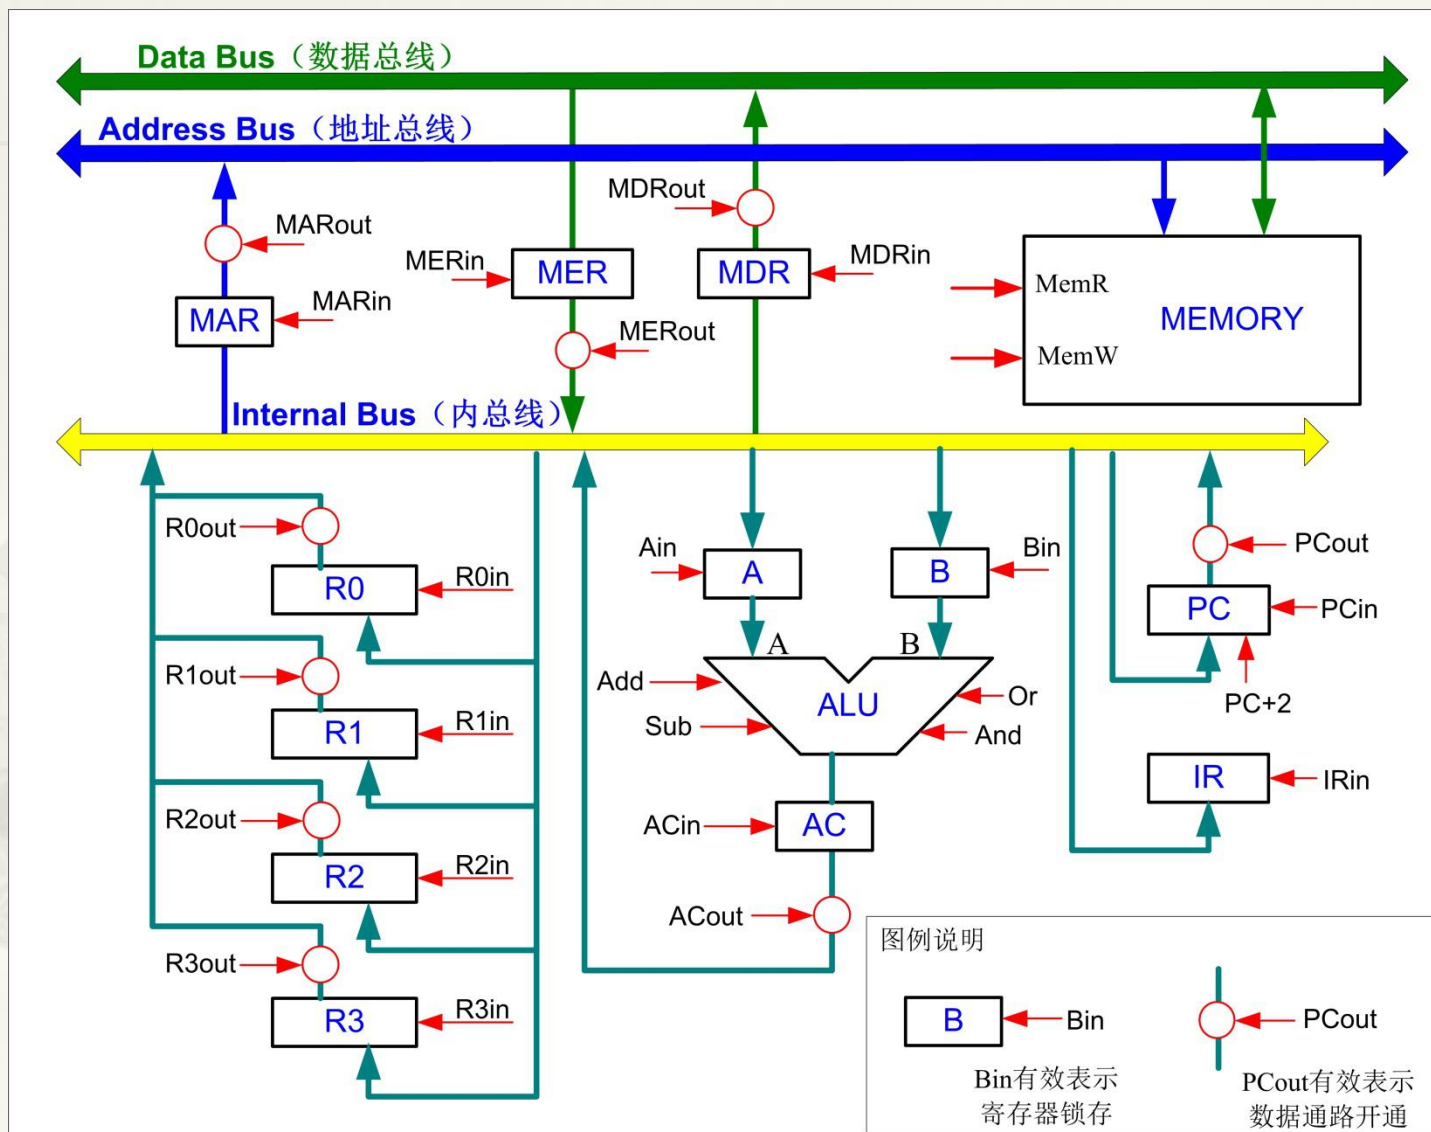 Data Bus（数据总线）
Address Bus（地址总线）
MDRout
MARout
MERin
MER
MDR
MDRin
MARin
MAR
MERout
MemR
MEMORY
MemW
Internal Bus（内总线）
R0out
R0in
R0
R1out
R1in
R1
R2out
R2in
R2
R3out
R3in
R3
Ain
A
B
Bin
A
B
Add
Sub
ALU
Or
And
ACin
AC
ACout
PCout
PC
PCin
PC+2
IR
IRin
图例说明
B
Bin
PCout
Bin有效表示
寄存器锁存
PCout有效表示
数据通路开通